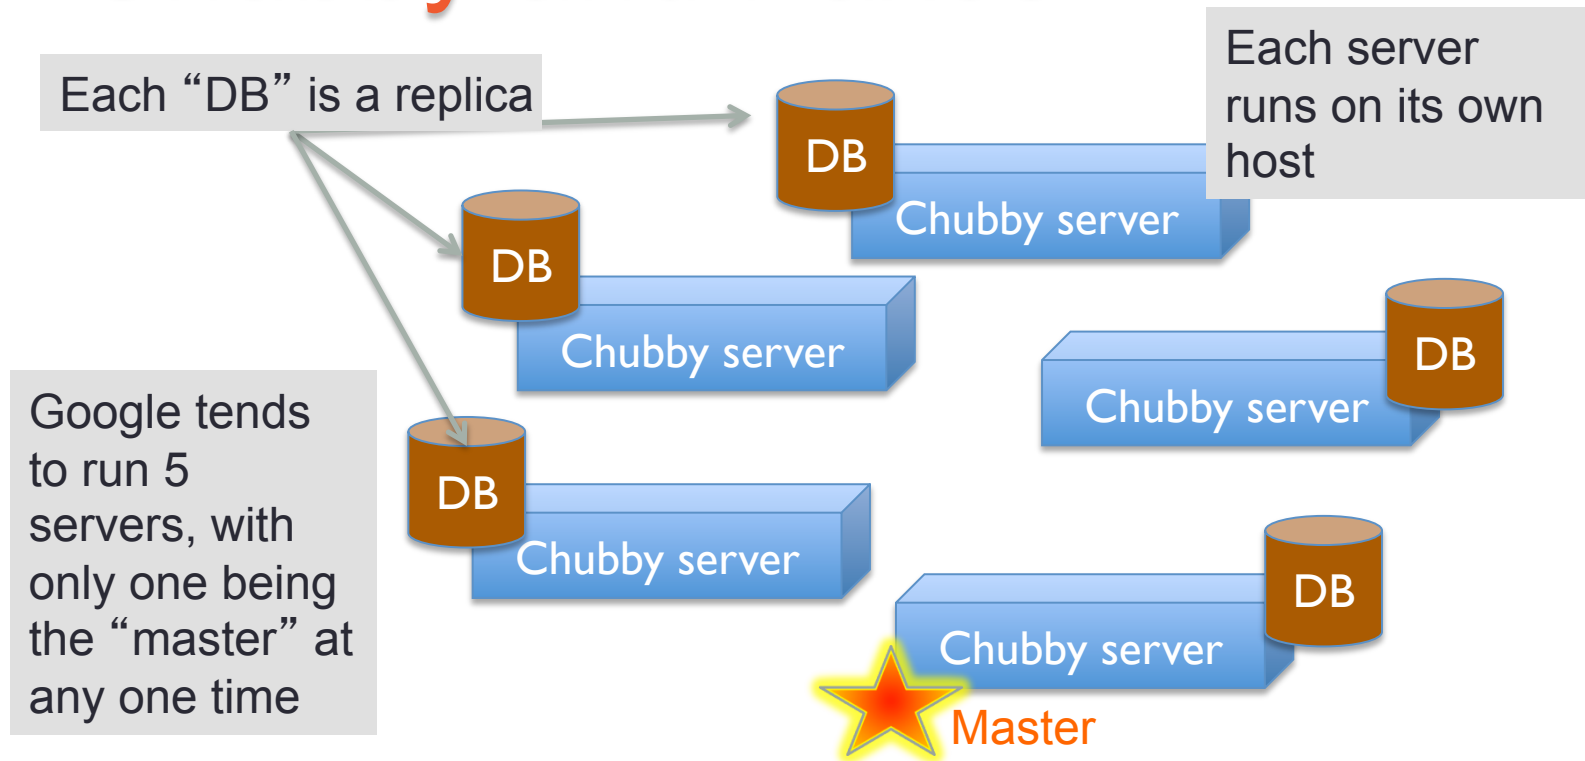 Each “DB” is a replica
Each server
runs on its own
host
DB
Chubby server
DB
Chubby server
DB
Chubby server
Google tends
to run 5
servers, with
only one being
the “master” at
any one time
DB
Chubby server
DB
Chubby server
Master